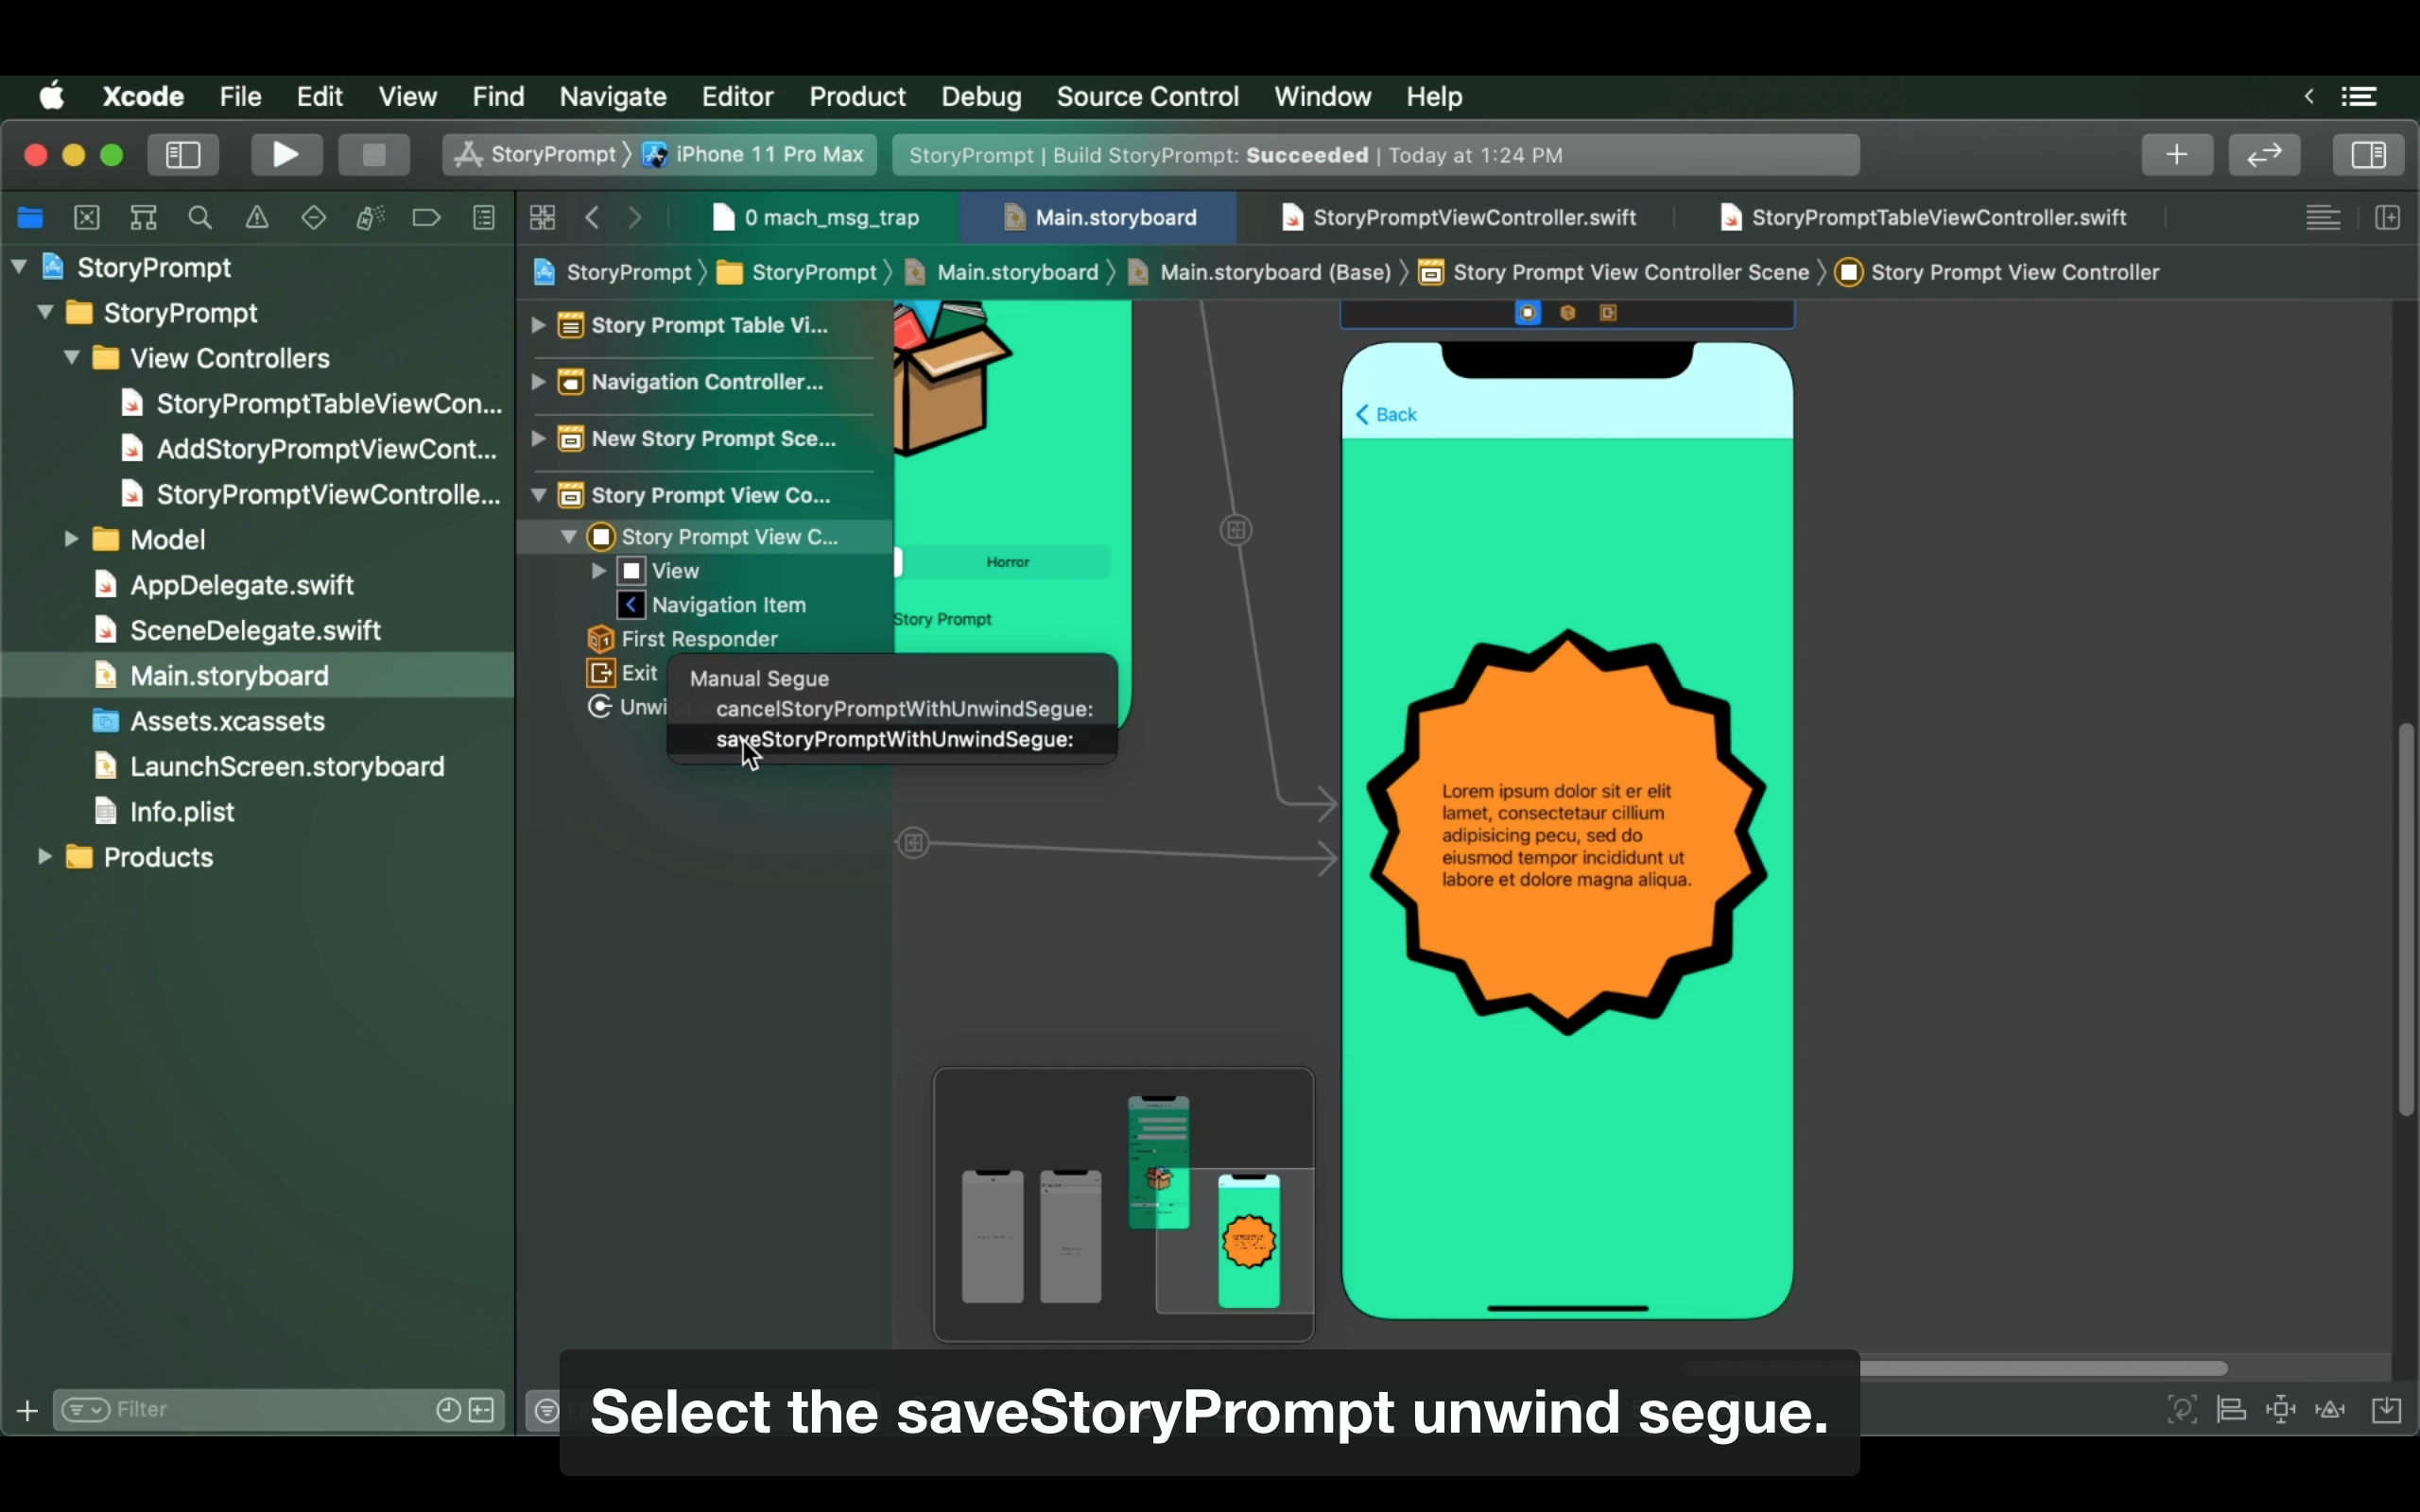 Xcode File Edit View Find Navigate Editor Product Debug Source Control Window Help
StoryPrompt iPhone 11 Pro Max
StoryPrompt | Build StoryPrompt: Succeeded | Today at 1:24 PM
0 mach_msg_trap
Main.storyboard
StoryPromptViewController.swift
StoryPromptTableViewController.swift
StoryPrompt
StoryPrompt
View Controllers
StoryPromptTableViewCon...
AddStoryPromptViewCont...
StoryPromptViewControlle...
Model
AppDelegate.swift
SceneDelegate.swift
Main.storyboard
Assets.xcassets
LaunchScreen.storyboard
Info.plist
Products
Filter
StoryPrompt StoryPrompt Main.storyboard Main.storyboard (Base) Story Prompt View Controller Scene Story Prompt View Controller
Story Prompt Table Vi...
Navigation Controller...
New Story Prompt Sce...
Story Prompt View Co...
Story Prompt View C...
View
Navigation Item
First Responder
Exit
Manual Segue
cancelStoryPromptWithUnwindSegue:
saveStoryPromptWithUnwindSegue:
Horror
Story Prompt
Back
Lorem ipsum dolor sit er elit
lamet, consectetaur cillium
adipisicing pecu, sed do
eiusmod tempor incididunt ut
labore et dolore magna aliqua.
Select the saveStoryPrompt unwind segue.